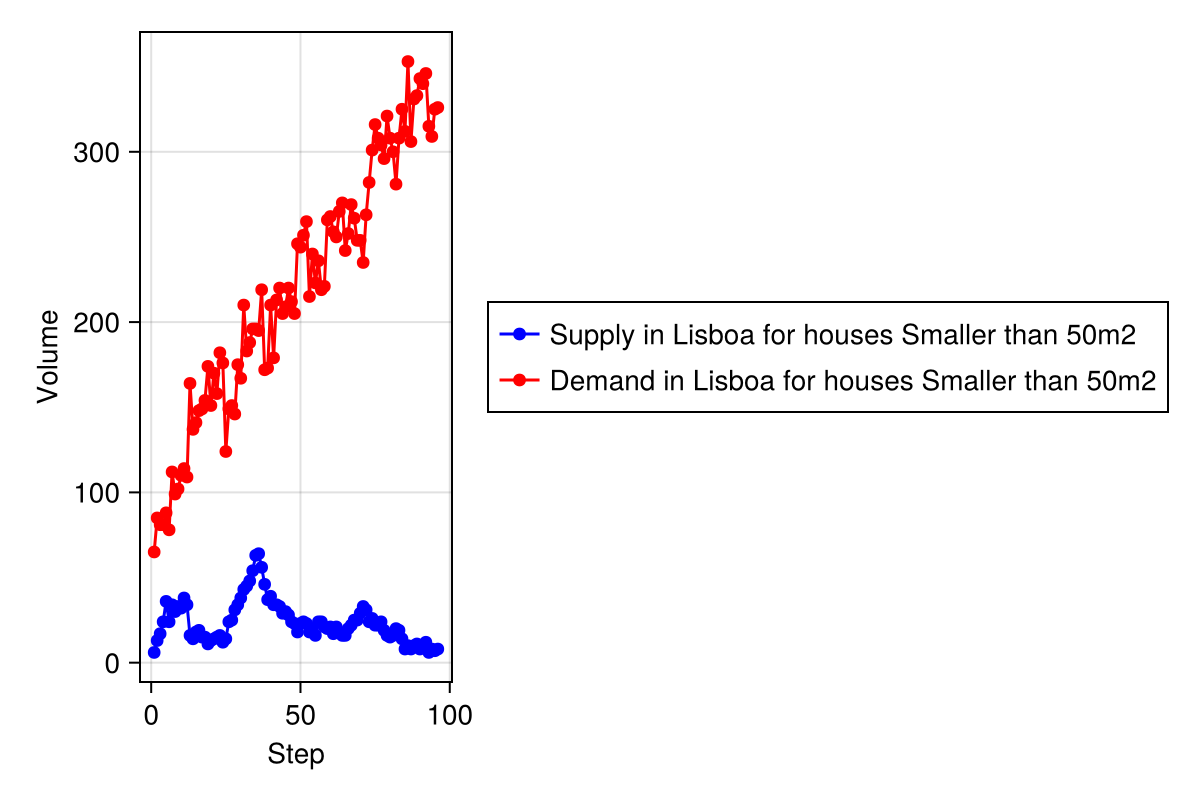 300
200
100
0
Volume
0 50 100
Step
Supply in Lisboa for houses Smaller than 50m2
Demand in Lisboa for houses Smaller than 50m2